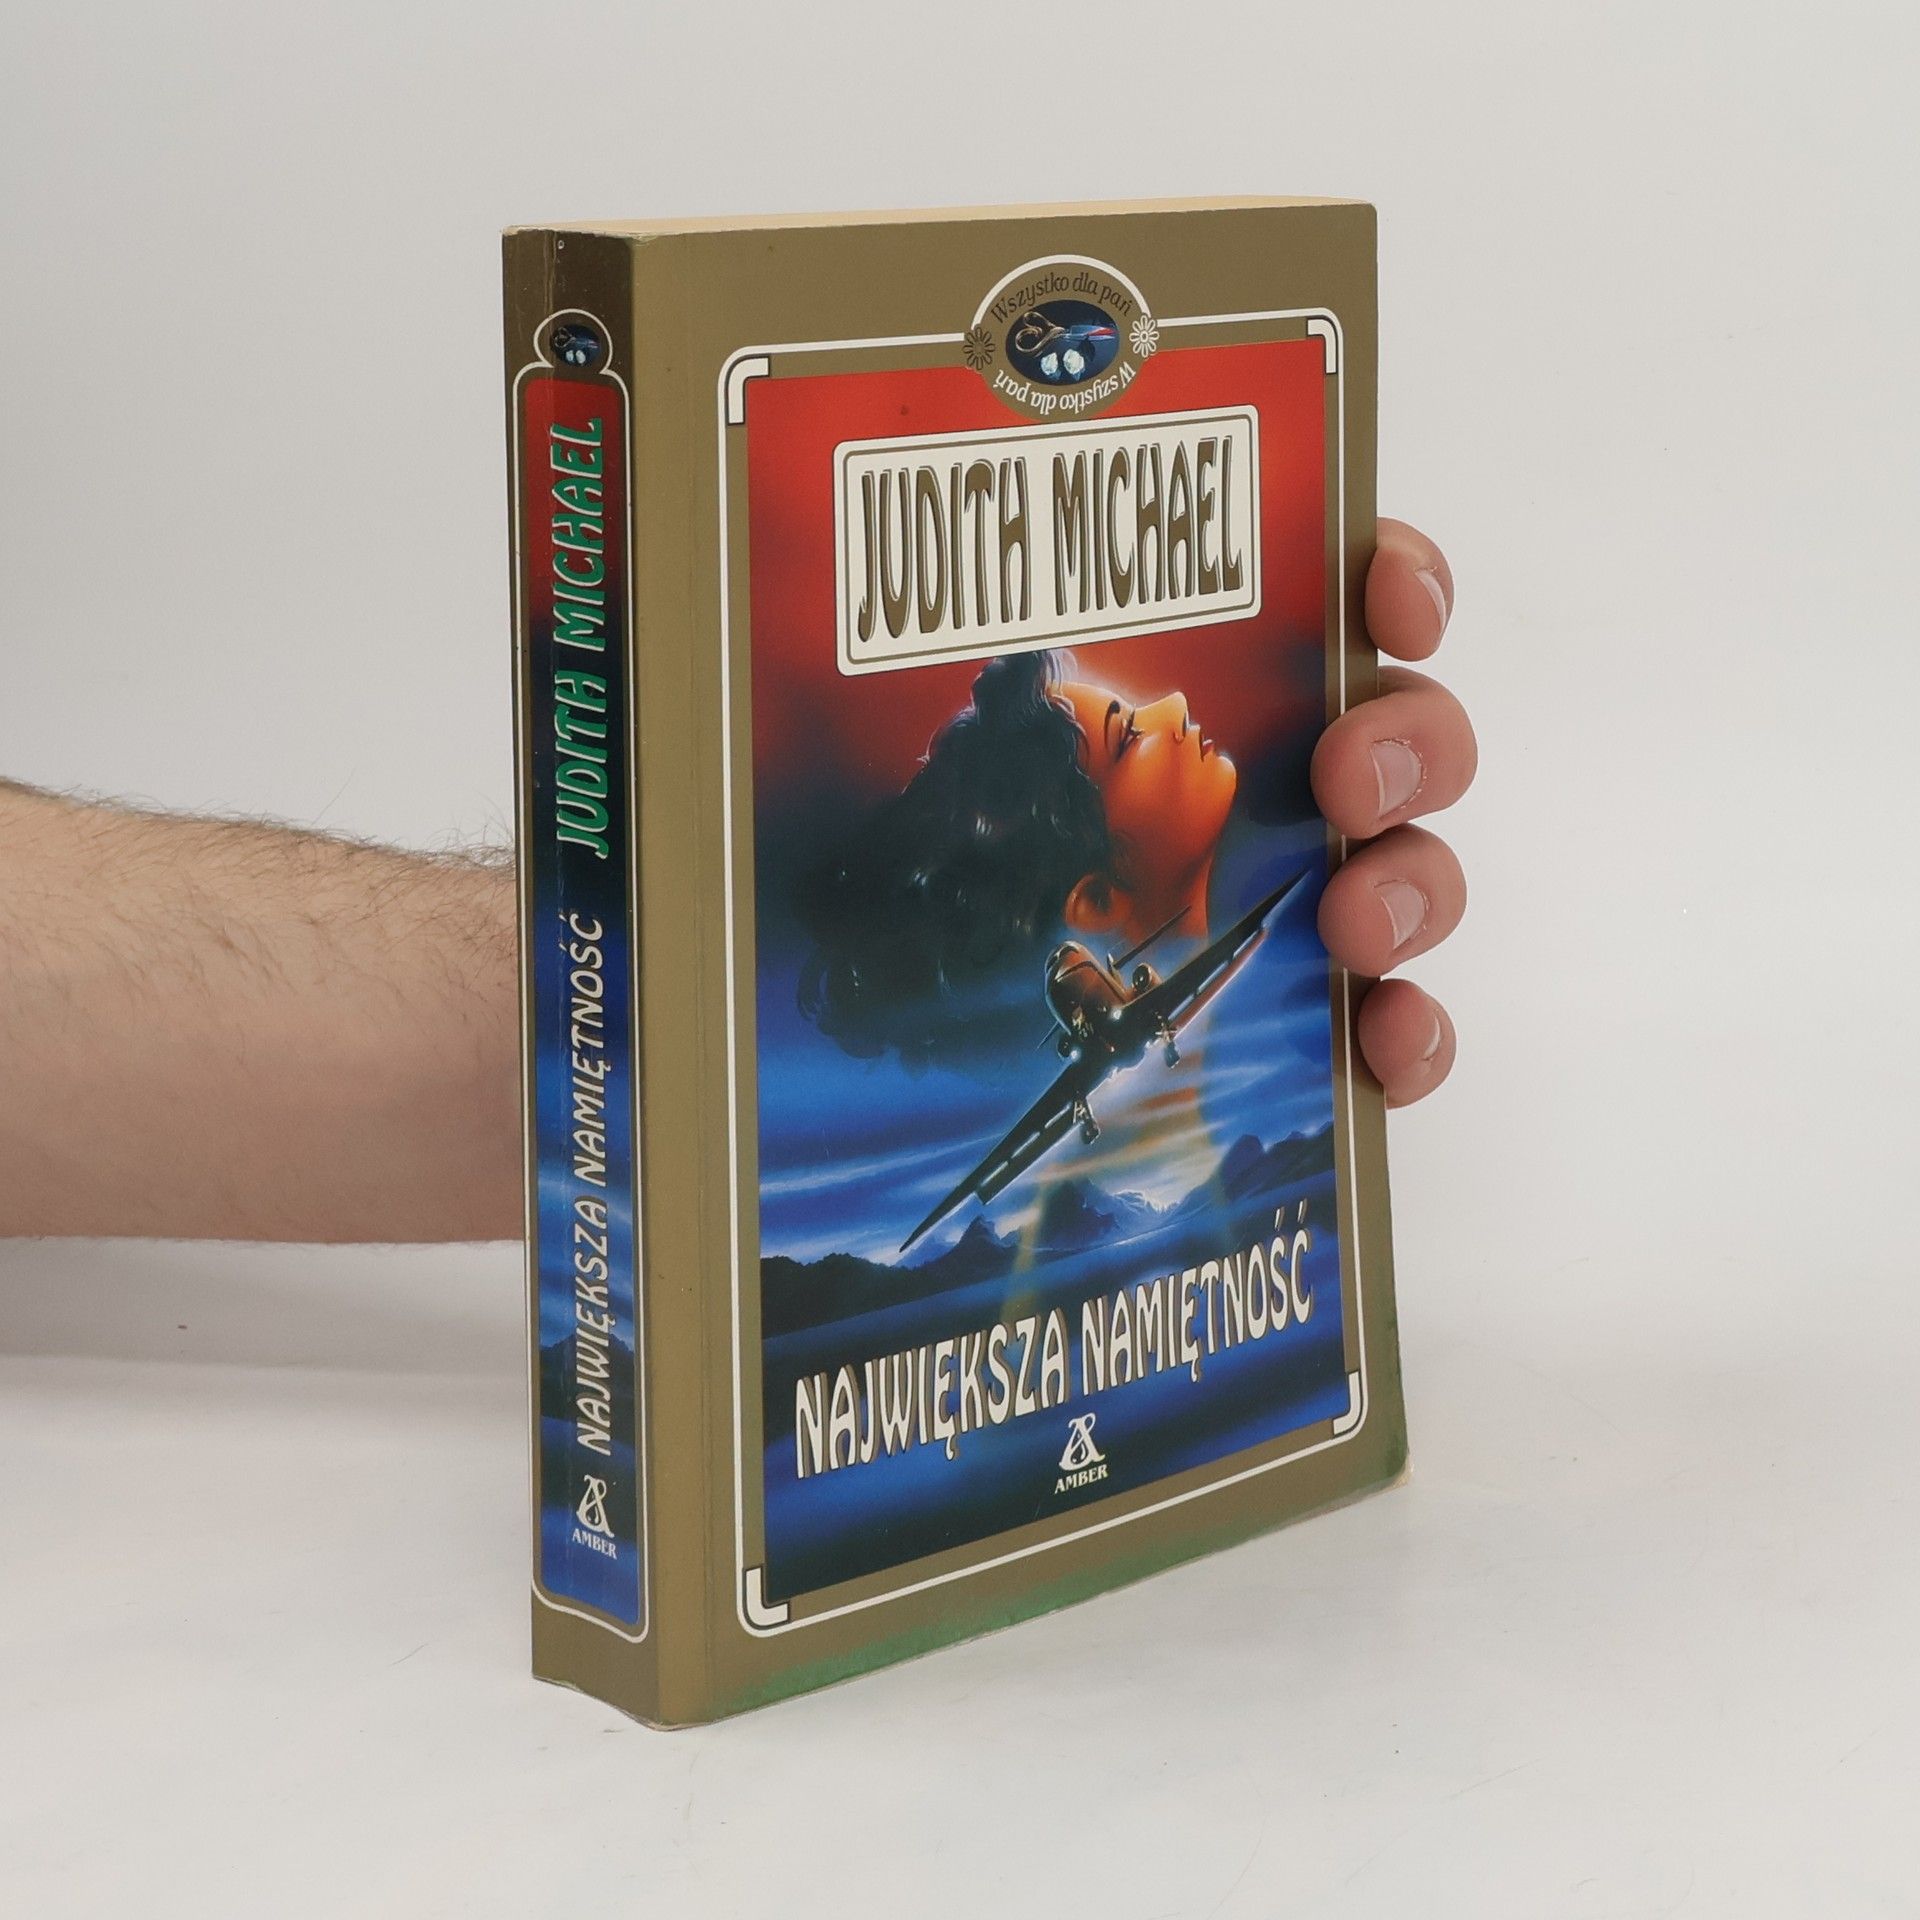 JUDITH MICHAEL
NAJWIĘKSZA NAMIĘTNOŚĆ
AMBER
Wszystko dla pań
Wszystko dla pań
JUDITH MICHAEL
NAJWIĘKSZA NAMIĘTNOŚĆ
AMBER